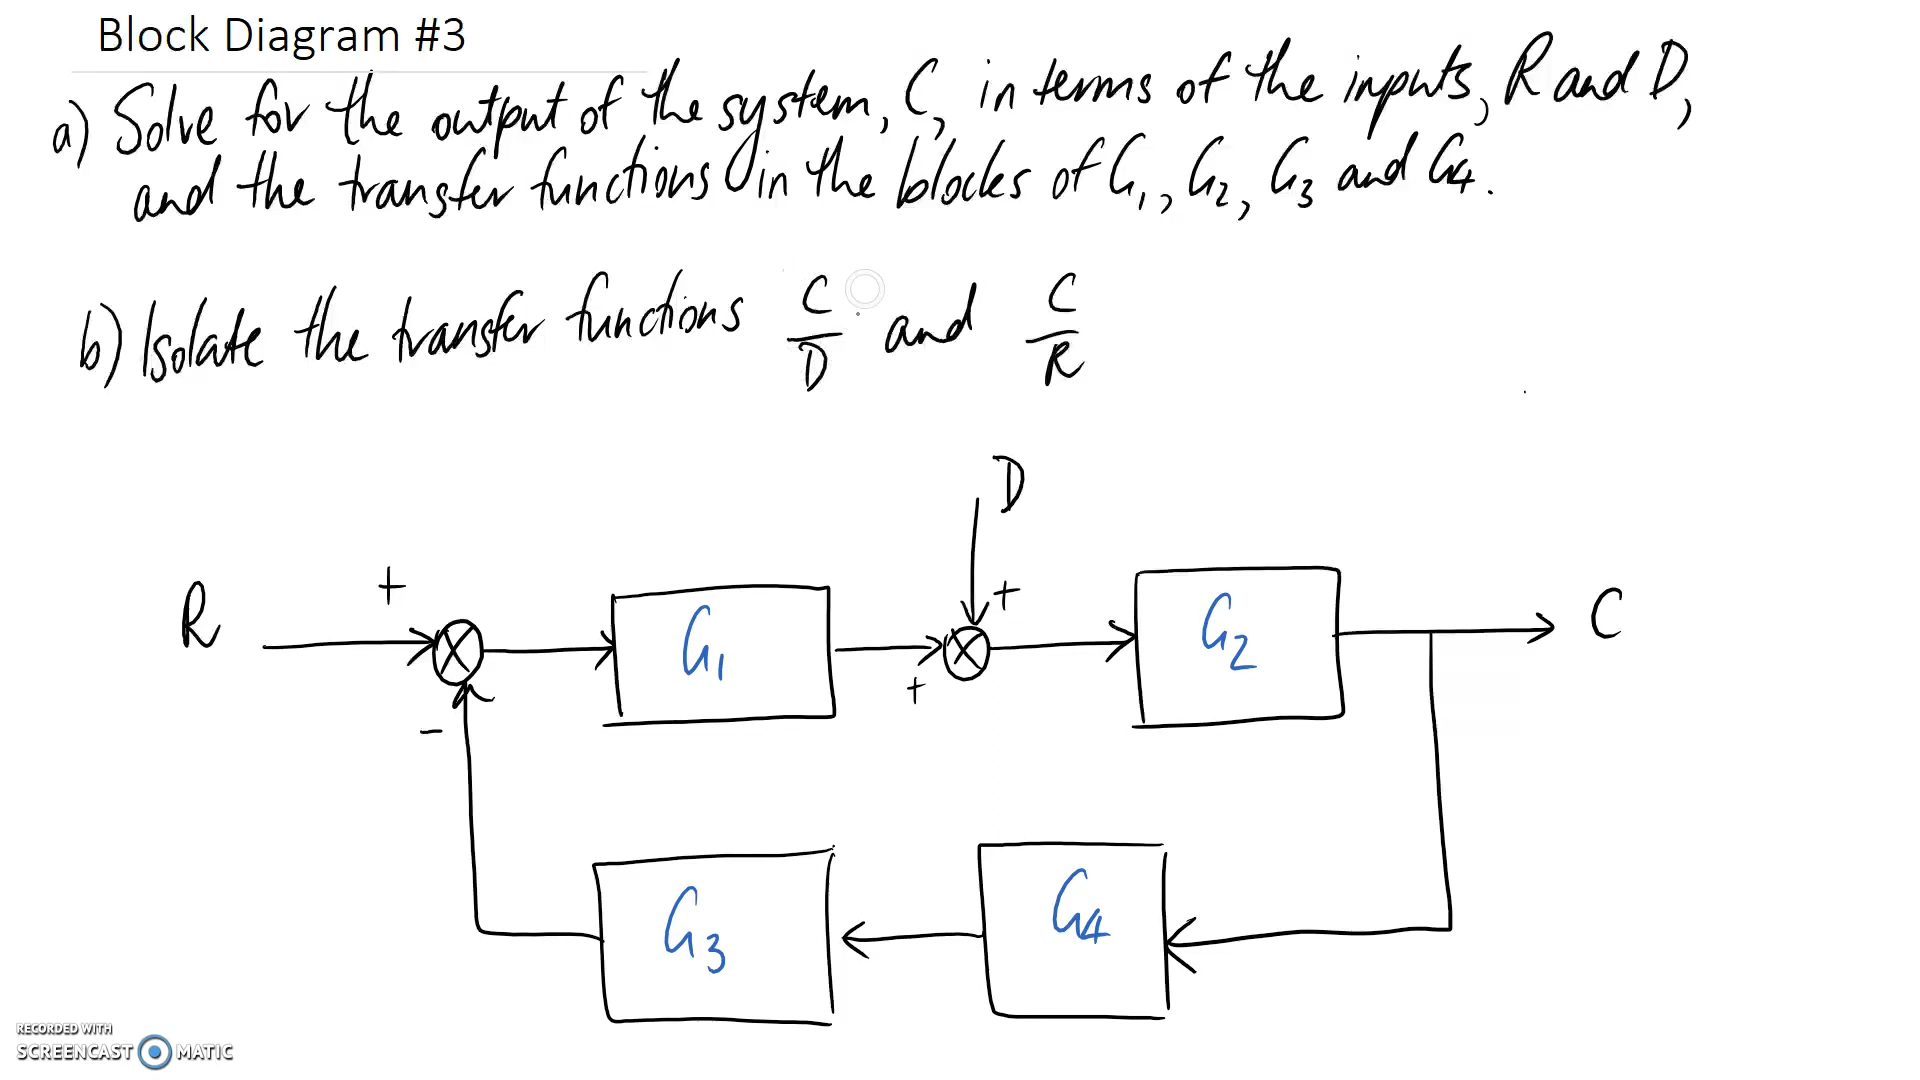 Block Diagram #3
a) Solve for the output of the system, C, in terms of the inputs, R and D,
and the transfer functions in the blocks of G1, G2, G3 and G4.
b) Isolate the transfer functions C/D and C/R
D
R
+
G1
+
+
G2
C
-
G3
G4
RECORDED WITH
SCREENCAST MATIC